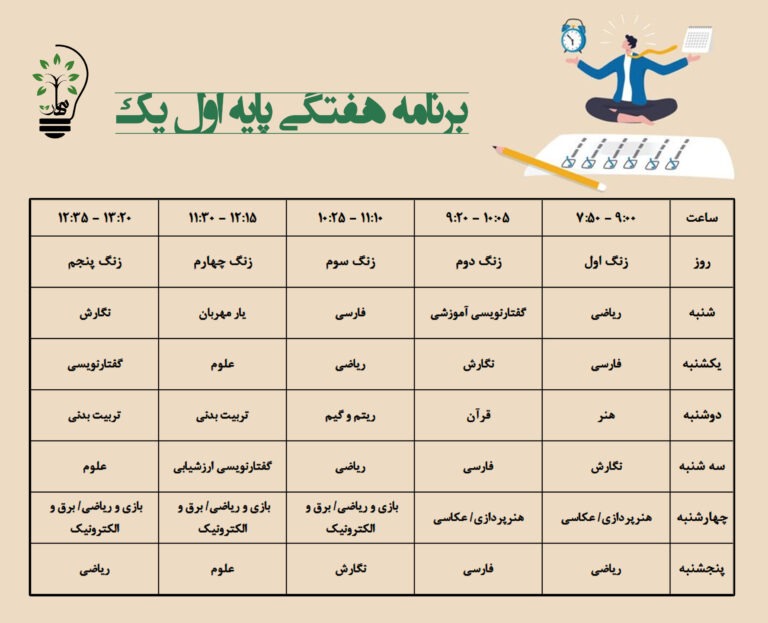 برنامه هفتگی پایه اول یک
ساعت ۷:۵۰ - ۹:۰۰ ۹:۲۰ - ۱۰:۰۵ ۱۰:۲۵ - ۱۱:۱۰ ۱۱:۳۰ - ۱۲:۱۵ ۱۲:۳۵ - ۱۳:۲۰
روز زنگ اول زنگ دوم زنگ سوم زنگ چهارم زنگ پنجم
شنبه ریاضی گفتارنویسی آموزشی فارسی یار مهربان نگارش
یکشنبه فارسی نگارش ریاضی علوم گفتارنویسی
دوشنبه هنر قرآن ریتم و گیم تربیت بدنی تربیت بدنی
سه شنبه نگارش فارسی ریاضی گفتارنویسی ارزشیابی علوم
چهارشنبه هنرپردازی/ عکاسی هنرپردازی/ عکاسی بازی و ریاضی/ برق و الکترونیک بازی و ریاضی/ برق و الکترونیک بازی و ریاضی/ برق و الکترونیک
پنجشنبه ریاضی فارسی نگارش علوم ریاضی